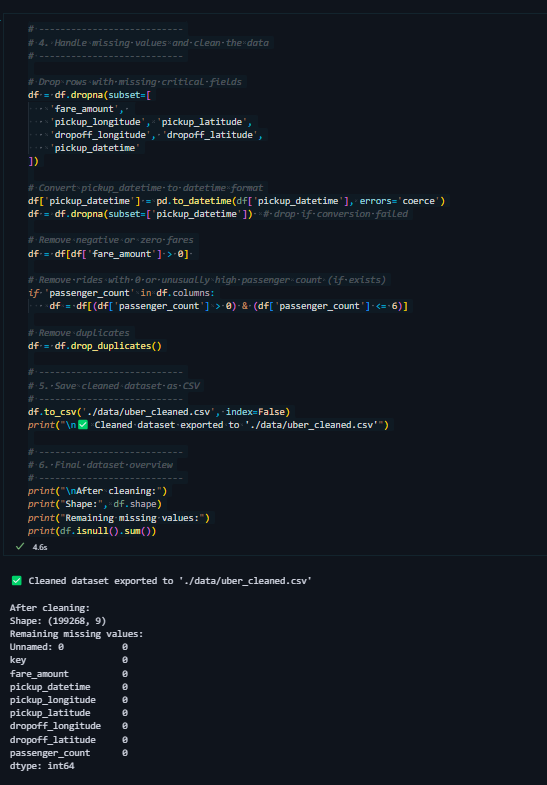 # ---------------------------
# 4. Handle missing values and clean the data
# ---------------------------
# Drop rows with missing critical fields
df = df.dropna(subset=[
    'fare_amount',
    'pickup_longitude', 'pickup_latitude',
    'dropoff_longitude', 'dropoff_latitude',
    'pickup_datetime'
])
# Convert pickup_datetime to datetime format
df['pickup_datetime'] = pd.to_datetime(df['pickup_datetime'], errors='coerce')
df = df.dropna(subset=['pickup_datetime'])  # drop if conversion failed
# Remove negative or zero fares
df = df[df['fare_amount'] > 0]
# Remove rides with 0 or unusually high passenger count (if exists)
if 'passenger_count' in df.columns:
    df = df[(df['passenger_count'] > 0) & (df['passenger_count'] <= 6)]
# Remove duplicates
df = df.drop_duplicates()
# ---------------------------
# 5. Save cleaned dataset as CSV
# ---------------------------
df.to_csv('./data/uber_cleaned.csv', index=False)
print("\n✅ Cleaned dataset exported to './data/uber_cleaned.csv'")
# ---------------------------
# 6. Final dataset overview
# ---------------------------
print("\nAfter cleaning:")
print("Shape:", df.shape)
print("Remaining missing values:")
print(df.isnull().sum())
✓ 4.6s
✅ Cleaned dataset exported to './data/uber_cleaned.csv'
After cleaning:
Shape: (199268, 9)
Remaining missing values:
Unnamed: 0           0
key                  0
fare_amount          0
pickup_datetime      0
pickup_longitude     0
pickup_latitude      0
dropoff_longitude    0
dropoff_latitude     0
passenger_count      0
dtype: int64